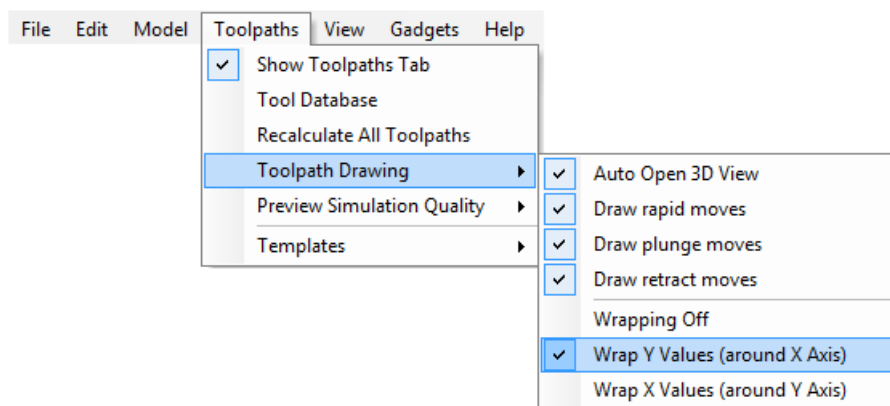 File Edit Model Toolpaths View Gadgets Help
Show Toolpaths Tab
Tool Database
Recalculate All Toolpaths
Toolpath Drawing
Preview Simulation Quality
Templates
Auto Open 3D View
Draw rapid moves
Draw plunge moves
Draw retract moves
Wrapping Off
Wrap Y Values (around X Axis)
Wrap X Values (around Y Axis)